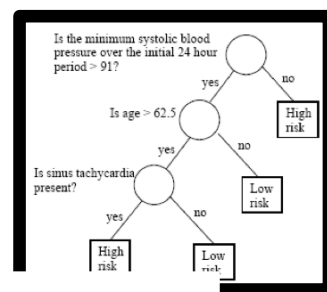 Is the minimum systolic blood
pressure over the initial 24 hour
period > 91?
yes
no
Is age > 62.5
High
risk
yes
no
Is sinus tachycardia
present?
Low
risk
yes
no
High
risk
Low
risk